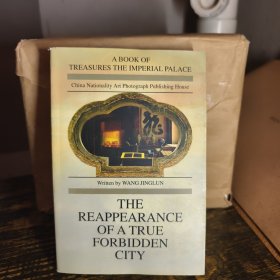 A BOOK OF
TREASURES THE IMPERIAL PALACE
China Nationality Art Photograph Publishing House
Written by WANG JINGLUN
THE
REAPPEARANCE
OF A TRUE
FORBIDDEN
CITY